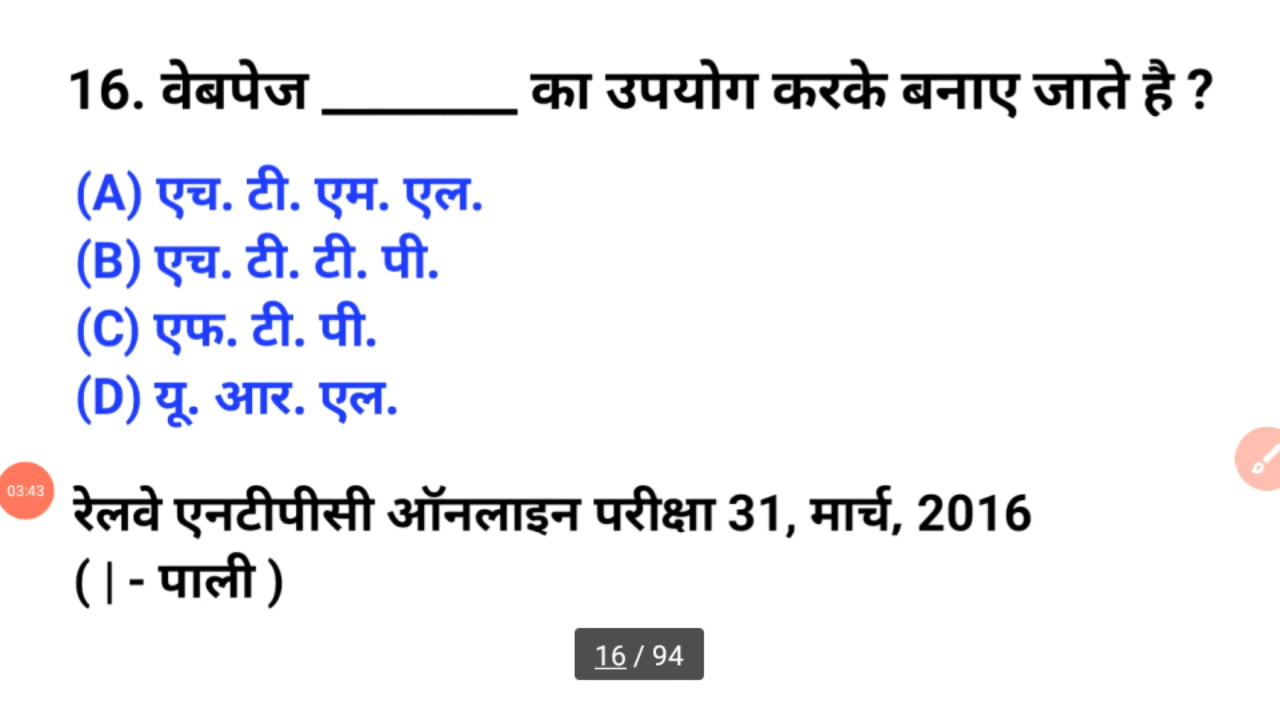 16. वेबपेज ________ का उपयोग करके बनाए जाते है ?
(A) एच. टी. एम. एल.
(B) एच. टी. टी. पी.
(C) एफ. टी. पी.
(D) यू. आर. एल.
03:43
रेलवे एनटीपीसी ऑनलाइन परीक्षा 31, मार्च, 2016
( | - पाली )
16 / 94